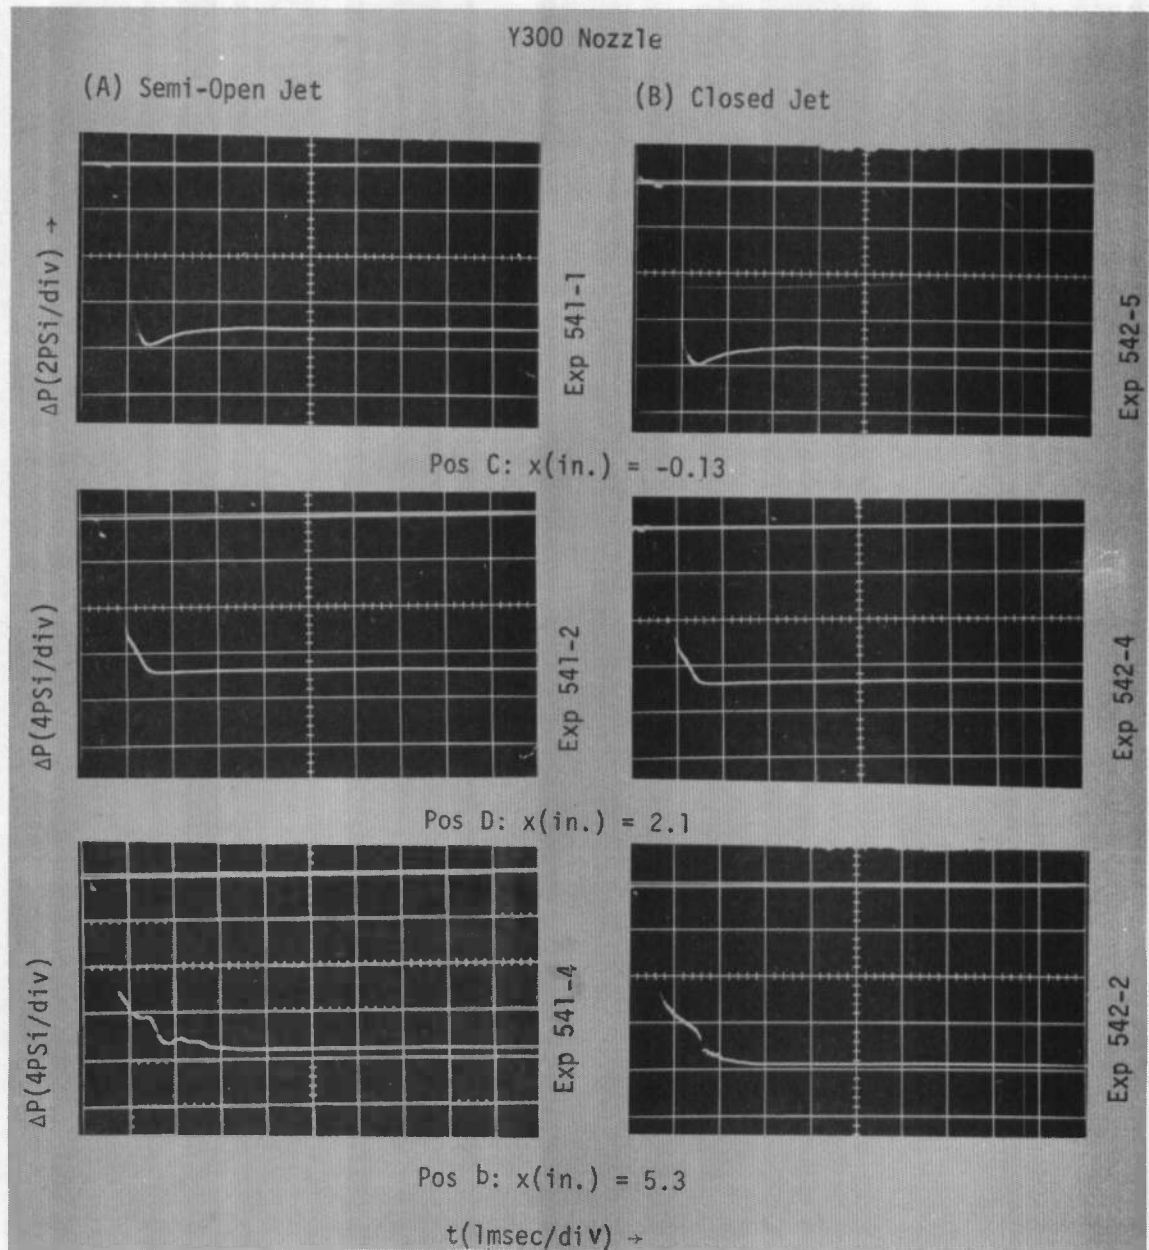 Y300 Nozzle
(A) Semi-Open Jet
(B) Closed Jet
ΔP(2PSi/div) →
Exp 541-1
Exp 542-5
Pos C: x(in.) = -0.13
ΔP(4PSi/div)
Exp 541-2
Exp 542-4
Pos D: x(in.) = 2.1
ΔP(4PSi/div)
Exp 541-4
Exp 542-2
Pos b: x(in.) = 5.3
t(1msec/div) →